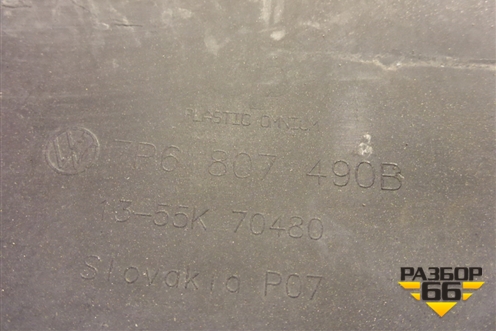 PLASTIC OMNIUM
7P6 807 490B
13-55K 70480
Slovakia P07
РАЗБОР
66